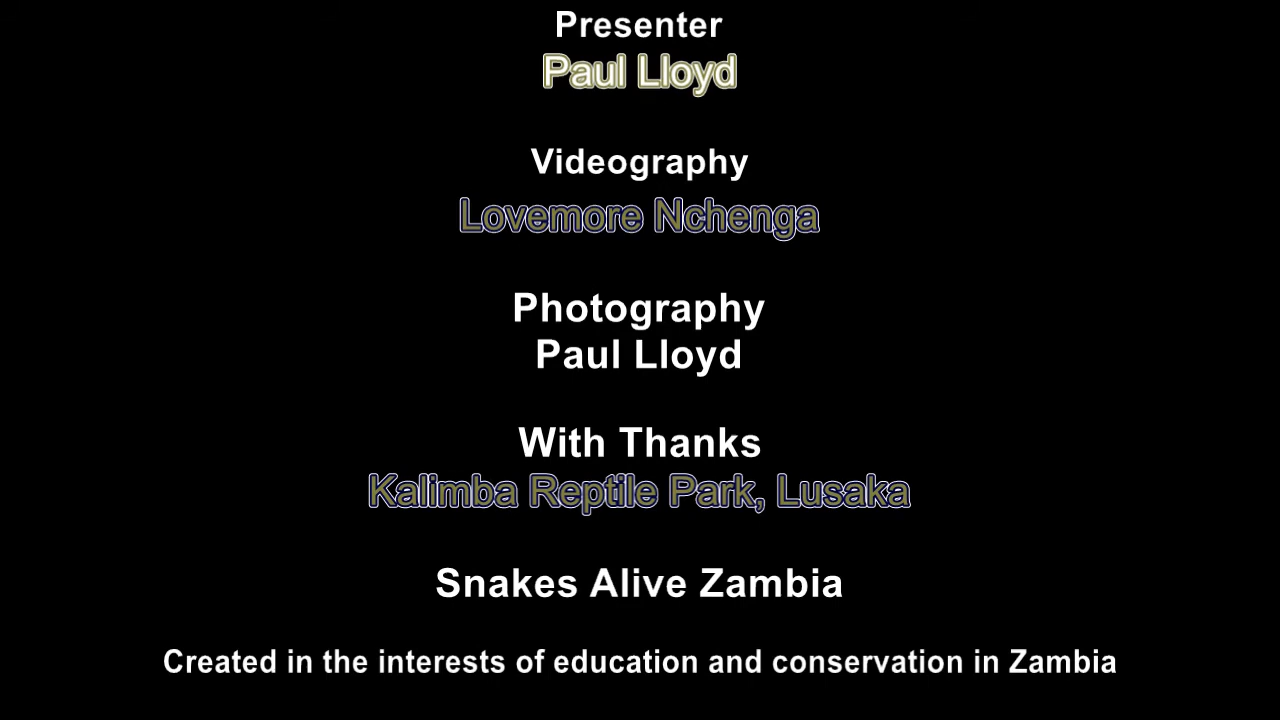 Presenter
Paul Lloyd
Videography
Lovemore Nchenga
Photography
Paul Lloyd
With Thanks
Kalimba Reptile Park, Lusaka
Snakes Alive Zambia
Created in the interests of education and conservation in Zambia